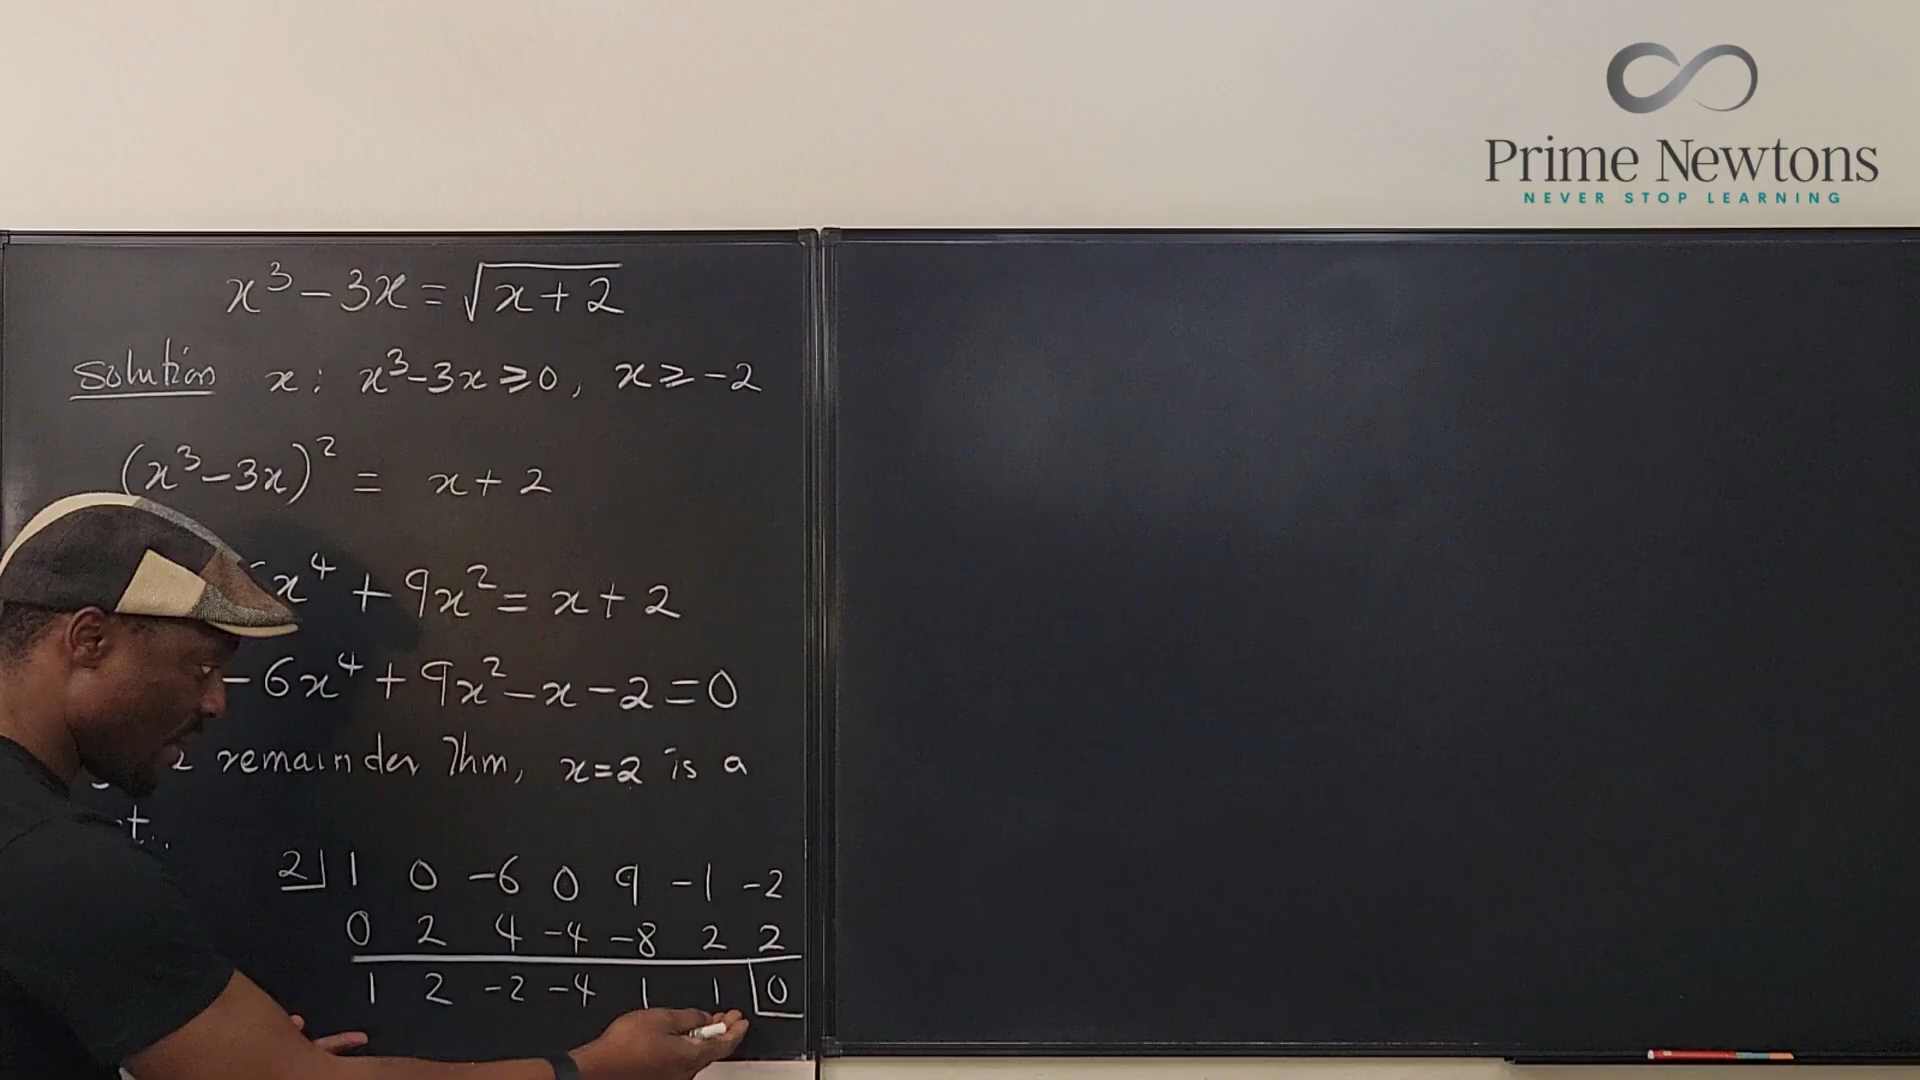 Prime Newtons
NEVER STOP LEARNING
x³ - 3x = √(x + 2)
Solution x : x³ - 3x ⩾ 0, x ⩾ -2
(x³ - 3x)² = x + 2
x⁴ + 9x² = x + 2
- 6x⁴ + 9x² - x - 2 = 0
remainder Thm, x = 2 is a
t.
2 | 1 0 -6 0 9 -1 -2
0 2 4 -4 -8 2 2
1 2 -2 -4 1 1 | 0